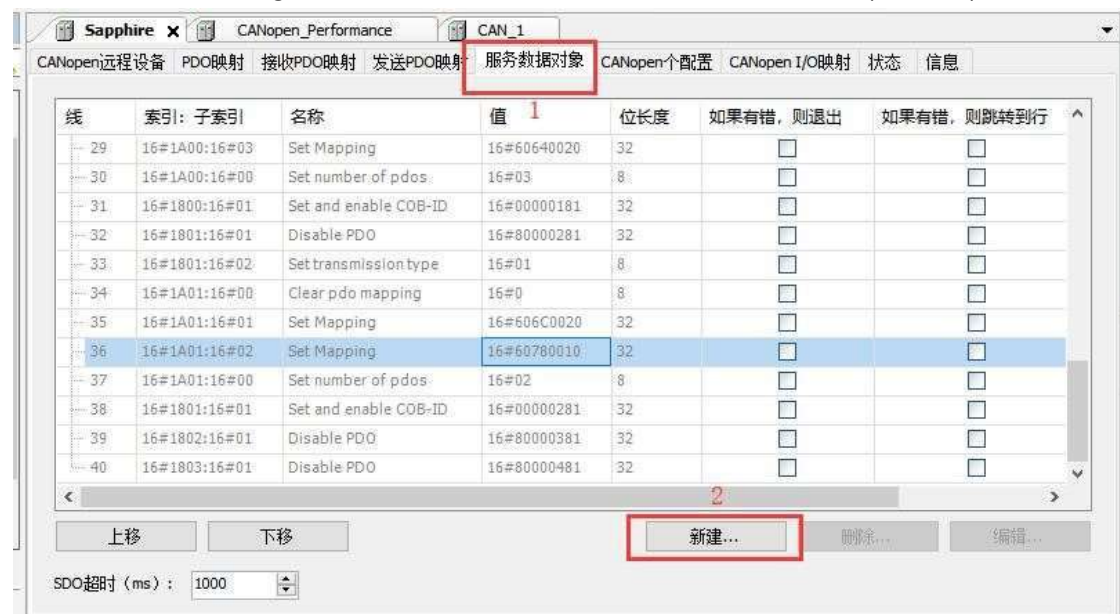 Sapphire x CANopen_Performance CAN_1
CANopen远程设备 PDO映射 接收PDO映射 发送PDO映射 服务数据对象 CANopen个配置 CANopen I/O映射 状态 信息
1
线 索引: 子索引 名称 值 位长度 如果有错, 则退出 如果有错, 则跳转到行
29 16#1A00:16#03 Set Mapping 16#60640020 32
30 16#1A00:16#00 Set number of pdos 16#03 8
31 16#1800:16#01 Set and enable COB-ID 16#00000181 32
32 16#1801:16#01 Disable PDO 16#80000281 32
33 16#1801:16#02 Set transmission type 16#01 8
34 16#1A01:16#00 Clear pdo mapping 16#0 8
35 16#1A01:16#01 Set Mapping 16#606C0020 32
36 16#1A01:16#02 Set Mapping 16#60780010 32
37 16#1A01:16#00 Set number of pdos 16#02 8
38 16#1801:16#01 Set and enable COB-ID 16#00000281 32
39 16#1802:16#01 Disable PDO 16#80000381 32
40 16#1803:16#01 Disable PDO 16#80000481 32
2
上移 下移 新建... 删除... 编辑...
SDO超时 (ms) : 1000